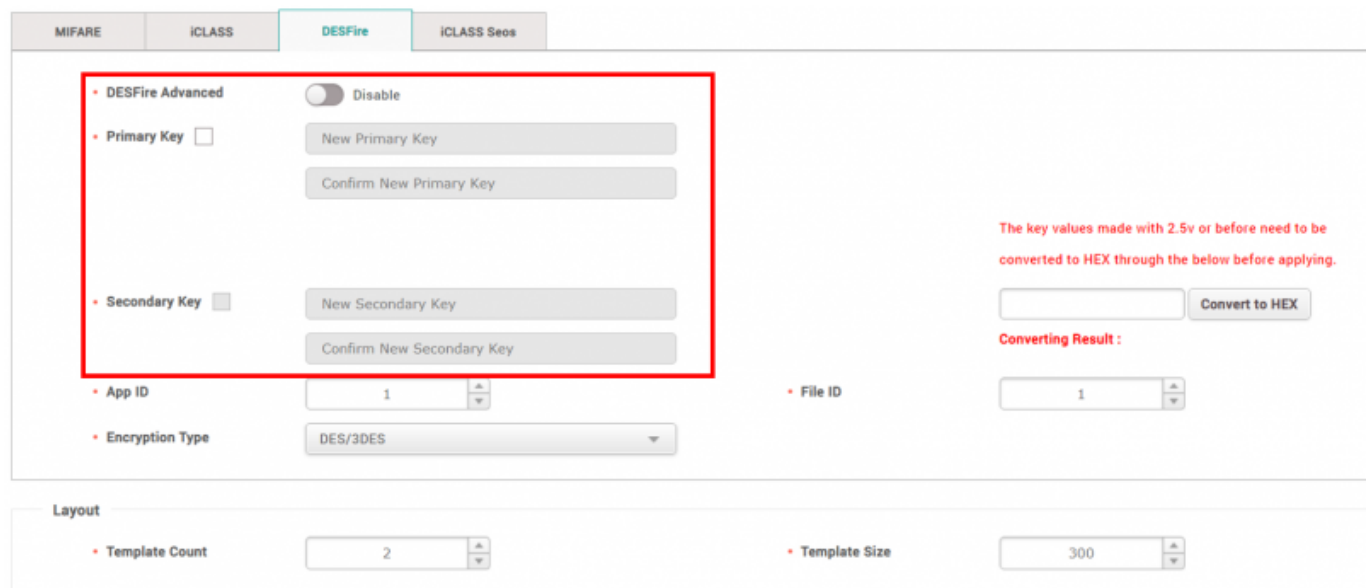 MIFARE iCLASS DESFire iCLASS Seos
• DESFire Advanced Disable
• Primary Key New Primary Key
Confirm New Primary Key
The key values made with 2.5v or before need to be
converted to HEX through the below before applying.
• Secondary Key New Secondary Key Convert to HEX
Confirm New Secondary Key Converting Result :
• App ID 1 • File ID 1
• Encryption Type DES/3DES
Layout
• Template Count 2 • Template Size 300